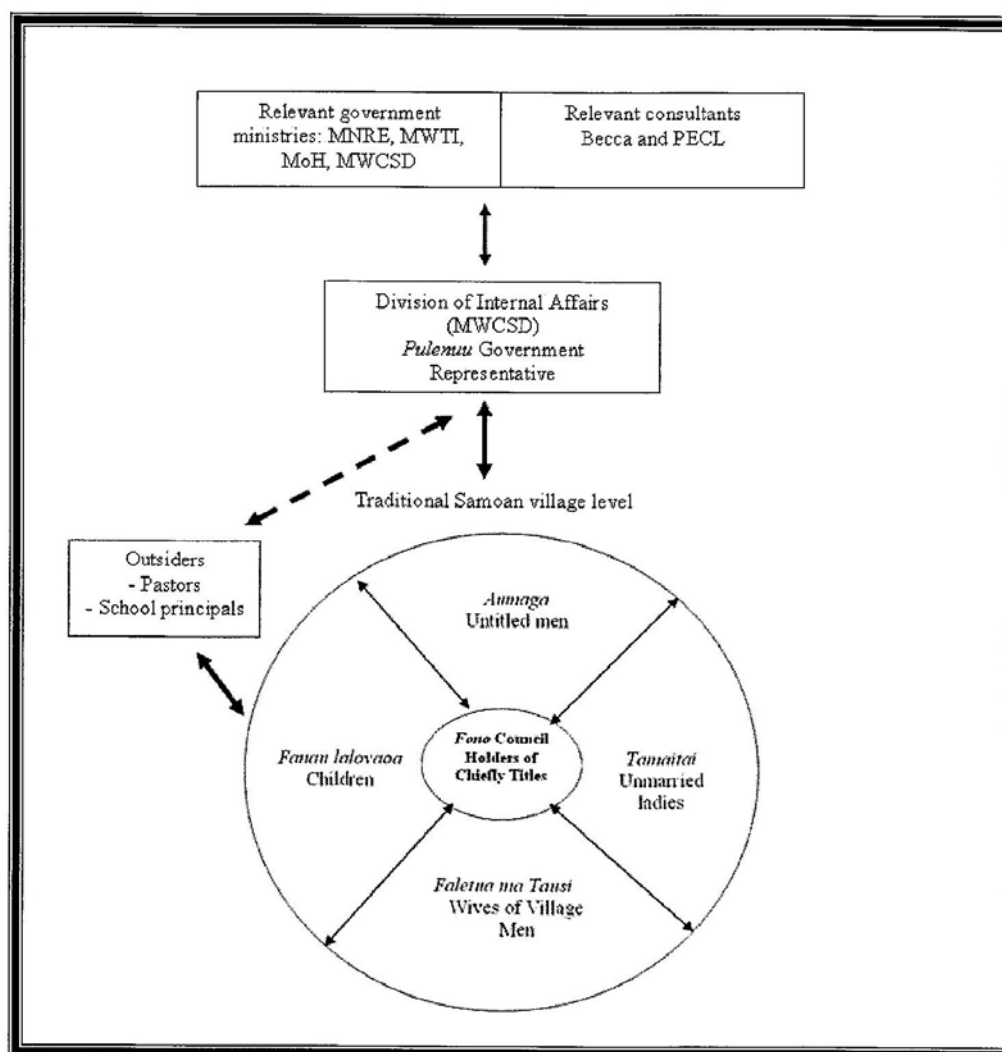 Relevant government
ministries: MNRE, MWTI,
MoH, MWCSD
Relevant consultants
Becca and PECL
Division of Internal Affairs
(MWCSD)
Pulenuu Government
Representative
Traditional Samoan village level
Outsiders
- Pastors
- School principals
Aumaga
Untitled men
Fono Council
Holders of
Chiefly Titles
Fanau lalovaoa
Children
Tamaitai
Unmarried
ladies
Faletua ma Tausi
Wives of Village
Men